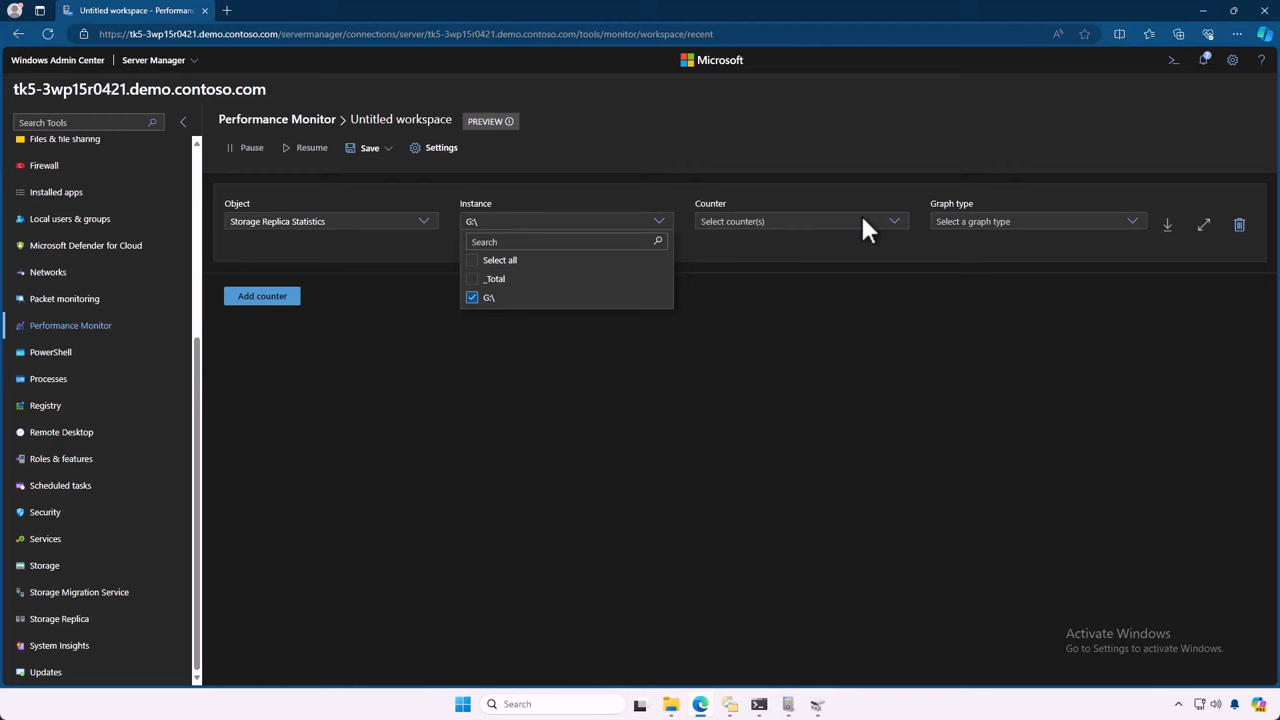 Untitled workspace - Performan
https://tk5-3wp15r0421.demo.contoso.com/servermanager/connections/server/tk5-3wp15r0421.demo.contoso.com/tools/monitor/workspace/recent
Windows Admin Center
Server Manager
Microsoft
tk5-3wp15r0421.demo.contoso.com
Search Tools
Files & file sharing
Firewall
Installed apps
Local users & groups
Microsoft Defender for Cloud
Networks
Packet monitoring
Performance Monitor
PowerShell
Processes
Registry
Remote Desktop
Roles & features
Scheduled tasks
Security
Services
Storage
Storage Migration Service
Storage Replica
System Insights
Updates
Performance Monitor > Untitled workspace
PREVIEW
Pause
Resume
Save
Settings
Object
Instance
Counter
Graph type
Storage Replica Statistics
G:\
Select counter(s)
Select a graph type
Search
Select all
_Total
G:\
Add counter
Activate Windows
Go to Settings to activate Windows.
Search